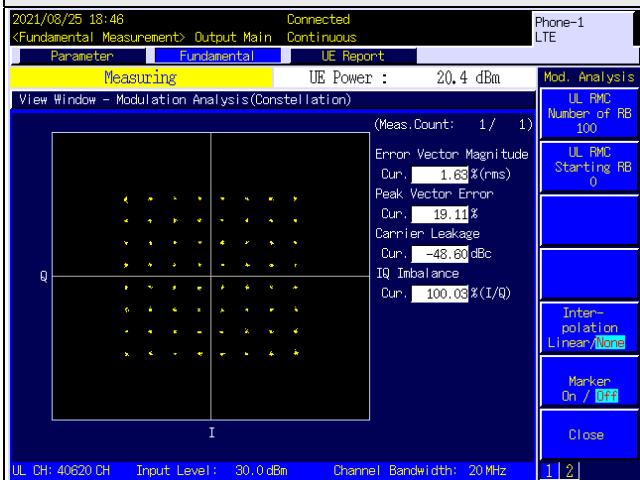 2021/08/25 18:46 Connected Phone-1
<Fundamental Measurement> Output Main Continuous LTE
Parameter Fundamental UE Report
Measuring UE Power : 20.4 dBm Mod. Analysis
View Window - Modulation Analysis(Constellation)
UL RMC
Number of RB
100
(Meas.Count: 1/ 1)
Error Vector Magnitude
Cur. 1.63 %(rms)
Peak Vector Error
Cur. 19.11 %
Carrier Leakage
Cur. -48.60 dBc
IQ Imbalance
Cur. 100.03 %(I/Q)
UL RMC
Starting RB
0
Q
I
Inter-
polation
Linear/None
Marker
On / Off
Close
UL CH: 40620 CH Input Level: 30.0 dBm Channel Bandwidth: 20 MHz 1 2